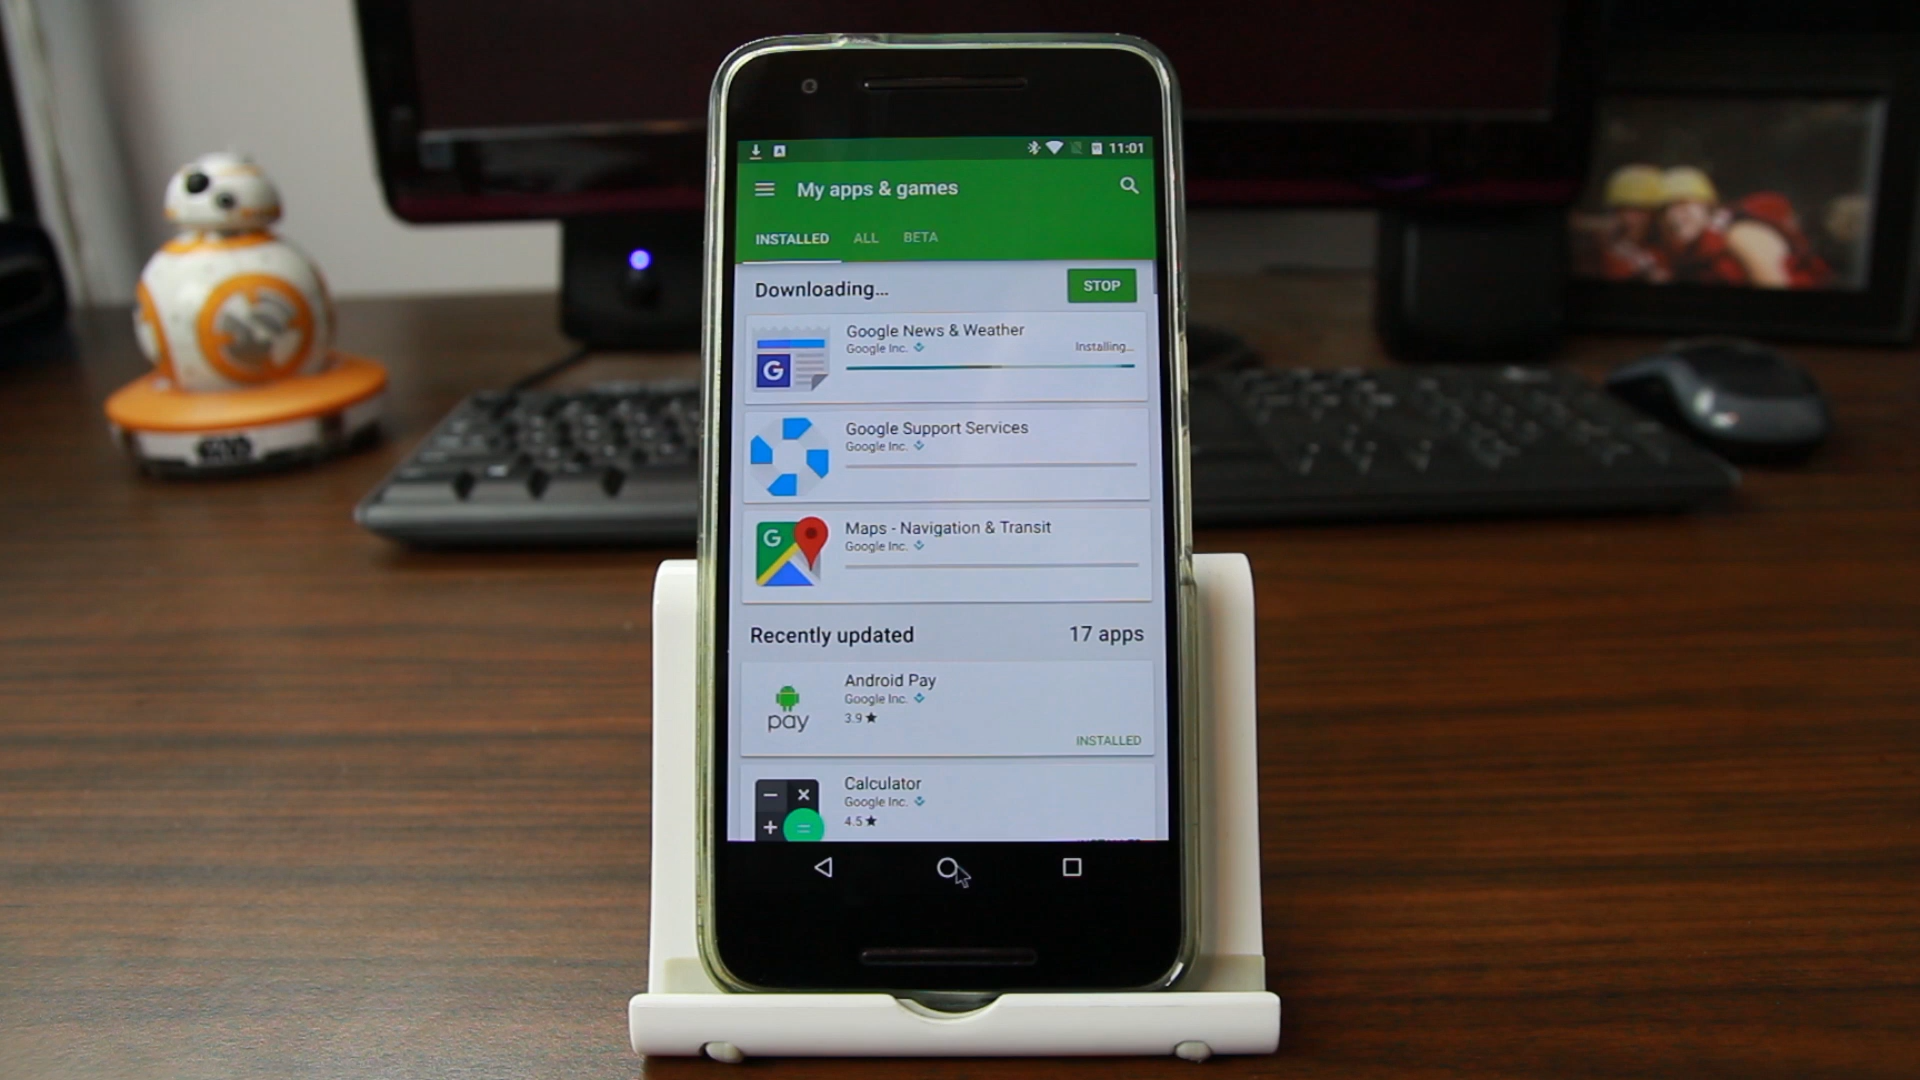 11:01
My apps & games
INSTALLED ALL BETA
Downloading... STOP
Google News & Weather
Google Inc. Installing...
G
Google Support Services
Google Inc.
Maps - Navigation & Transit
Google Inc.
G
Recently updated 17 apps
Android Pay
Google Inc.
3.9★
pay
INSTALLED
Calculator
Google Inc.
4.5★